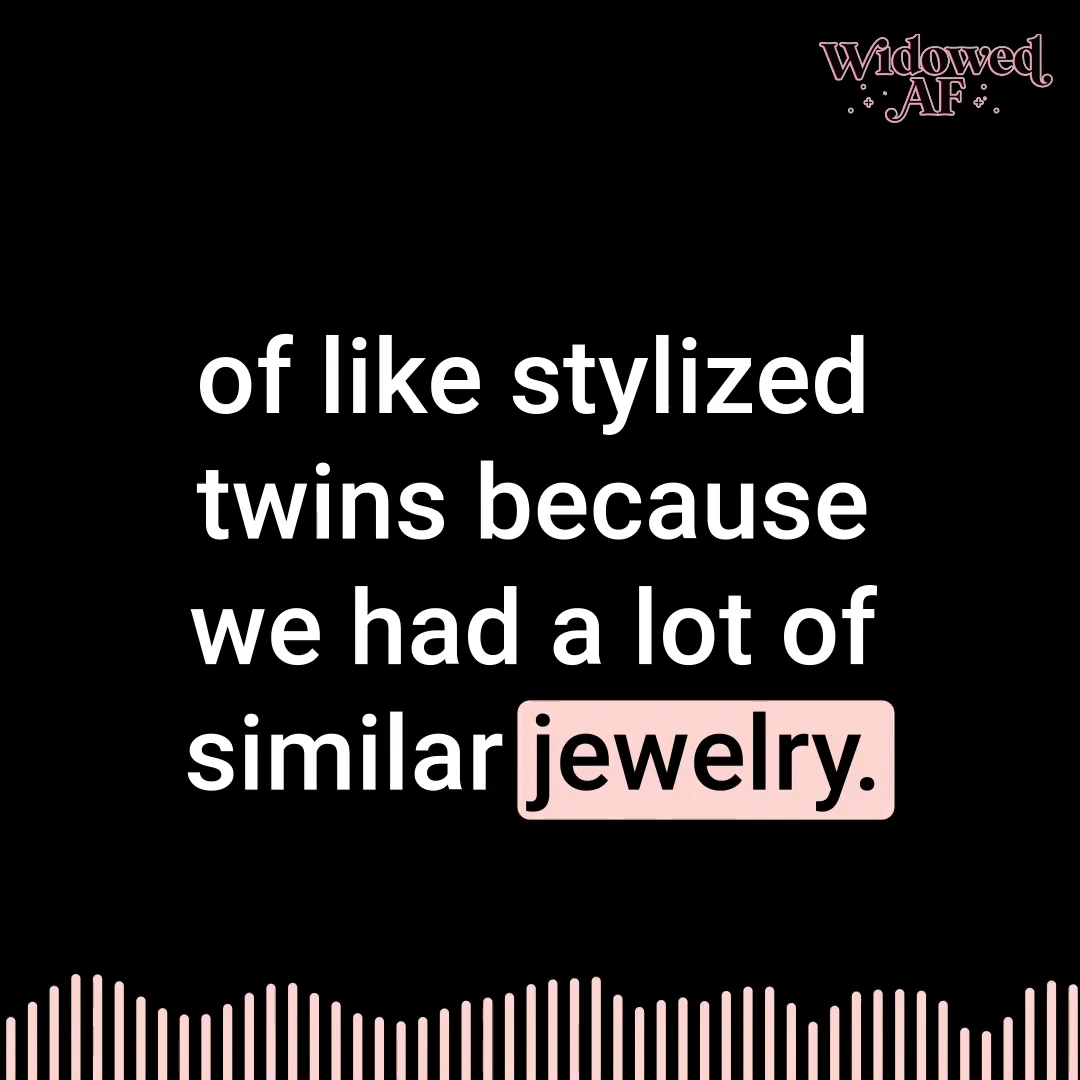 Widowed
AF
of like stylized
twins because
we had a lot of
similar jewelry.